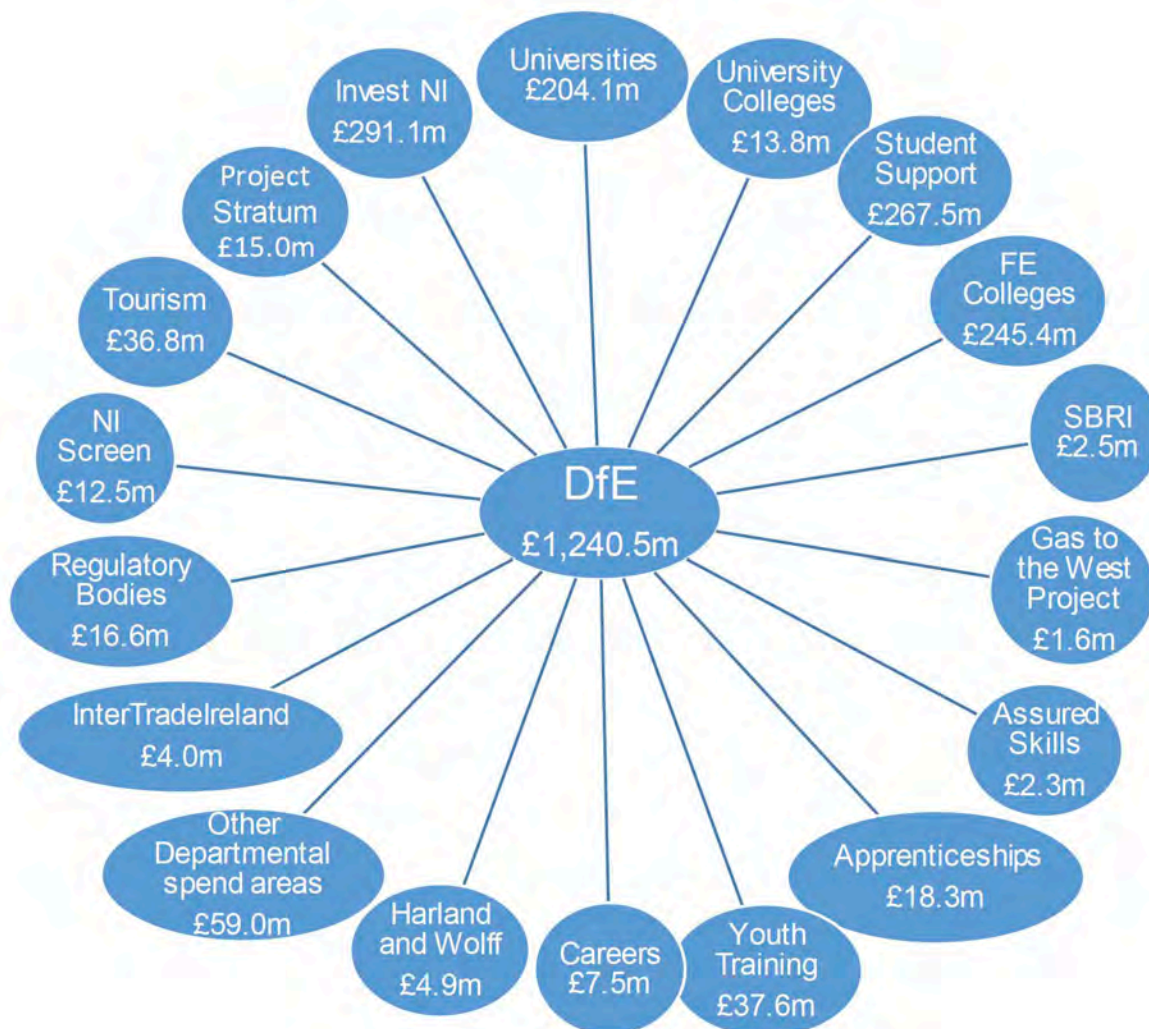 Universities
£204.1m
University
Colleges
£13.8m
Student
Support
£267.5m
FE
Colleges
£245.4m
SBRI
£2.5m
Gas to
the West
Project
£1.6m
Assured
Skills
£2.3m
Apprenticeships
£18.3m
Youth
Training
£37.6m
Careers
£7.5m
Harland
and Wolff
£4.9m
Other
Departmental
spend areas
£59.0m
InterTradeIreland
£4.0m
Regulatory
Bodies
£16.6m
NI
Screen
£12.5m
Tourism
£36.8m
Project
Stratum
£15.0m
Invest NI
£291.1m
DfE
£1,240.5m